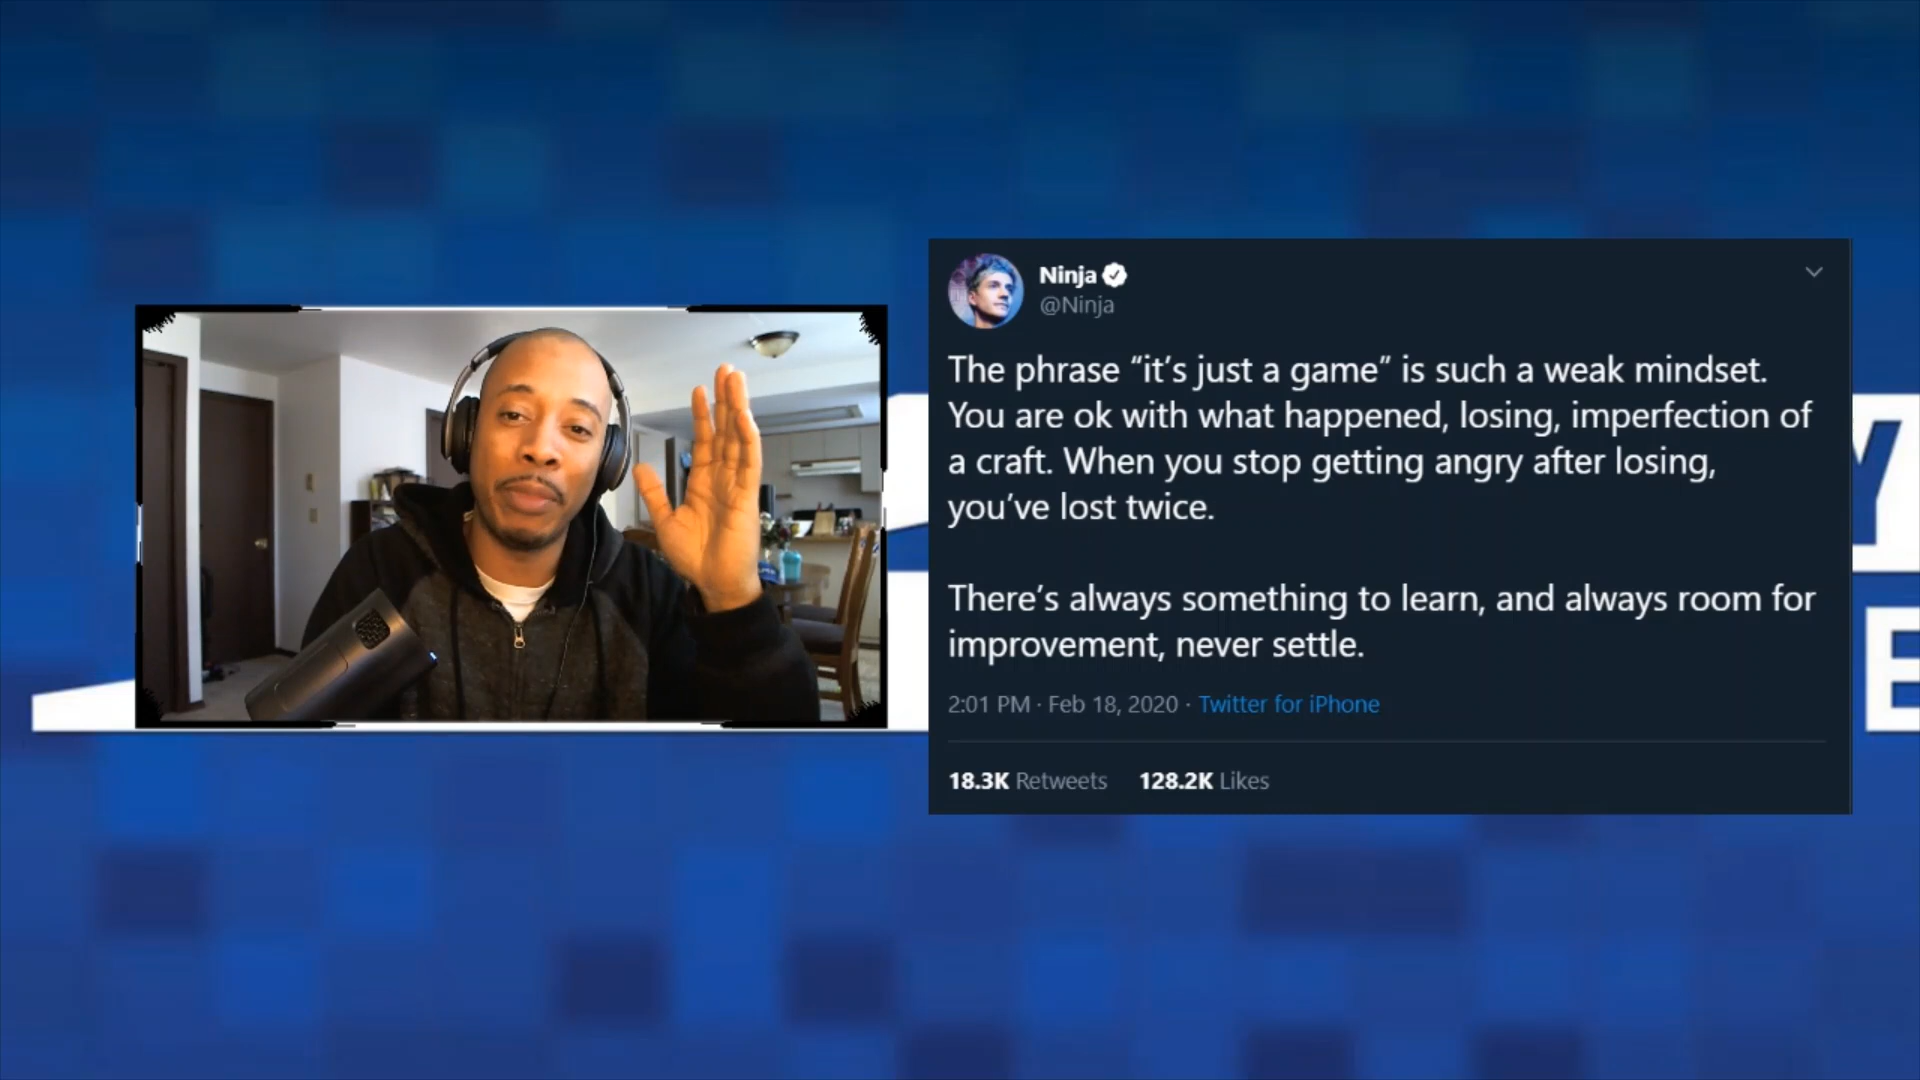 Ninja
@Ninja
The phrase “it’s just a game” is such a weak mindset.
You are ok with what happened, losing, imperfection of
a craft. When you stop getting angry after losing,
you’ve lost twice.
There’s always something to learn, and always room for
improvement, never settle.
2:01 PM · Feb 18, 2020 · Twitter for iPhone
18.3K Retweets 128.2K Likes
Y
E